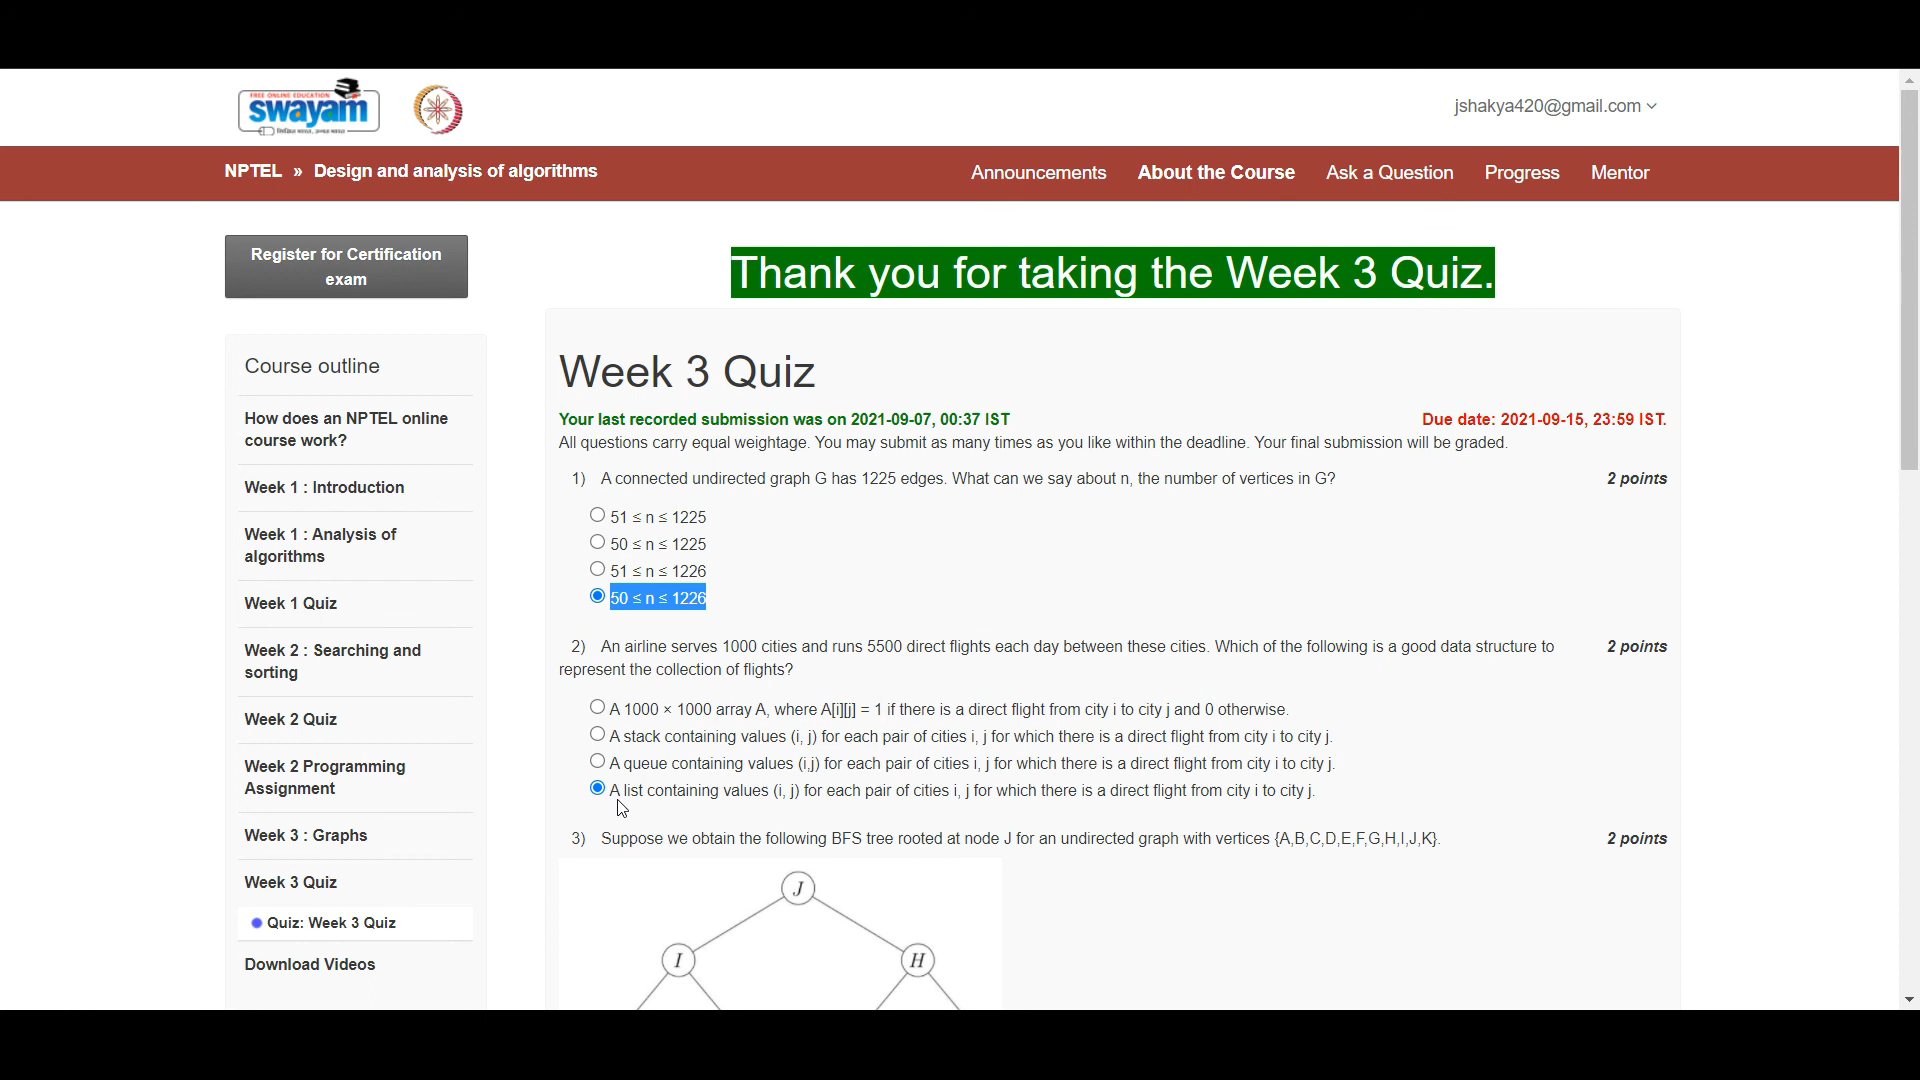 FREE ONLINE EDUCATION
swayam
jshakya420@gmail.com
NPTEL » Design and analysis of algorithms
Announcements About the Course Ask a Question Progress Mentor
Register for Certification
exam
Course outline
How does an NPTEL online
course work?
Week 1 : Introduction
Week 1 : Analysis of
algorithms
Week 1 Quiz
Week 2 : Searching and
sorting
Week 2 Quiz
Week 2 Programming
Assignment
Week 3 : Graphs
Week 3 Quiz
Quiz: Week 3 Quiz
Download Videos
Thank you for taking the Week 3 Quiz.
Week 3 Quiz
Your last recorded submission was on 2021-09-07, 00:37 IST Due date: 2021-09-15, 23:59 IST.
All questions carry equal weightage. You may submit as many times as you like within the deadline. Your final submission will be graded.
1) A connected undirected graph G has 1225 edges. What can we say about n, the number of vertices in G? 2 points
51 ≤ n ≤ 1225
50 ≤ n ≤ 1225
51 ≤ n ≤ 1226
50 ≤ n ≤ 1226
2) An airline serves 1000 cities and runs 5500 direct flights each day between these cities. Which of the following is a good data structure to 2 points
represent the collection of flights?
A 1000 × 1000 array A, where A[i][j] = 1 if there is a direct flight from city i to city j and 0 otherwise.
A stack containing values (i, j) for each pair of cities i, j for which there is a direct flight from city i to city j.
A queue containing values (i,j) for each pair of cities i, j for which there is a direct flight from city i to city j.
A list containing values (i, j) for each pair of cities i, j for which there is a direct flight from city i to city j.
3) Suppose we obtain the following BFS tree rooted at node J for an undirected graph with vertices {A,B,C,D,E,F,G,H,I,J,K}. 2 points
J
I H